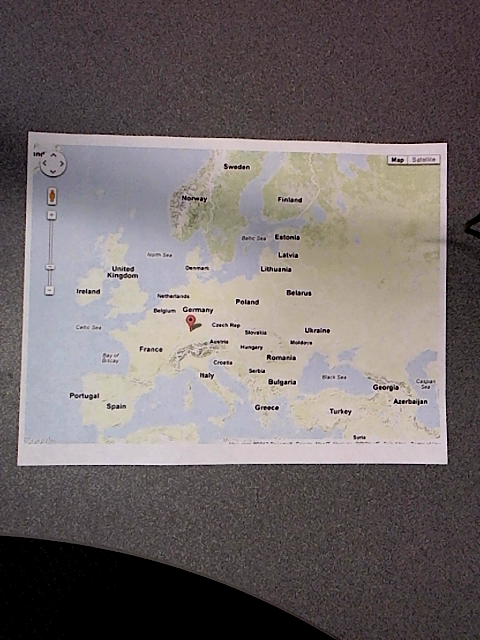 Map Satellite
Sweden
Norway
Finland
Baltic Sea
Estonia
North Sea
Latvia
Denmark
Lithuania
United
Kingdom
Ireland
Netherlands
Belarus
Poland
Belgium
Germany
Celtic Sea
Czech Rep
Slovakia
Ukraine
Austria
Hungary
Moldova
France
Bay of
Biscay
Romania
Croatia
Serbia
Italy
Bulgaria
Black Sea
Georgia
Caspian
Sea
Portugal
Spain
Azerbaijan
Greece
Turkey
Syria